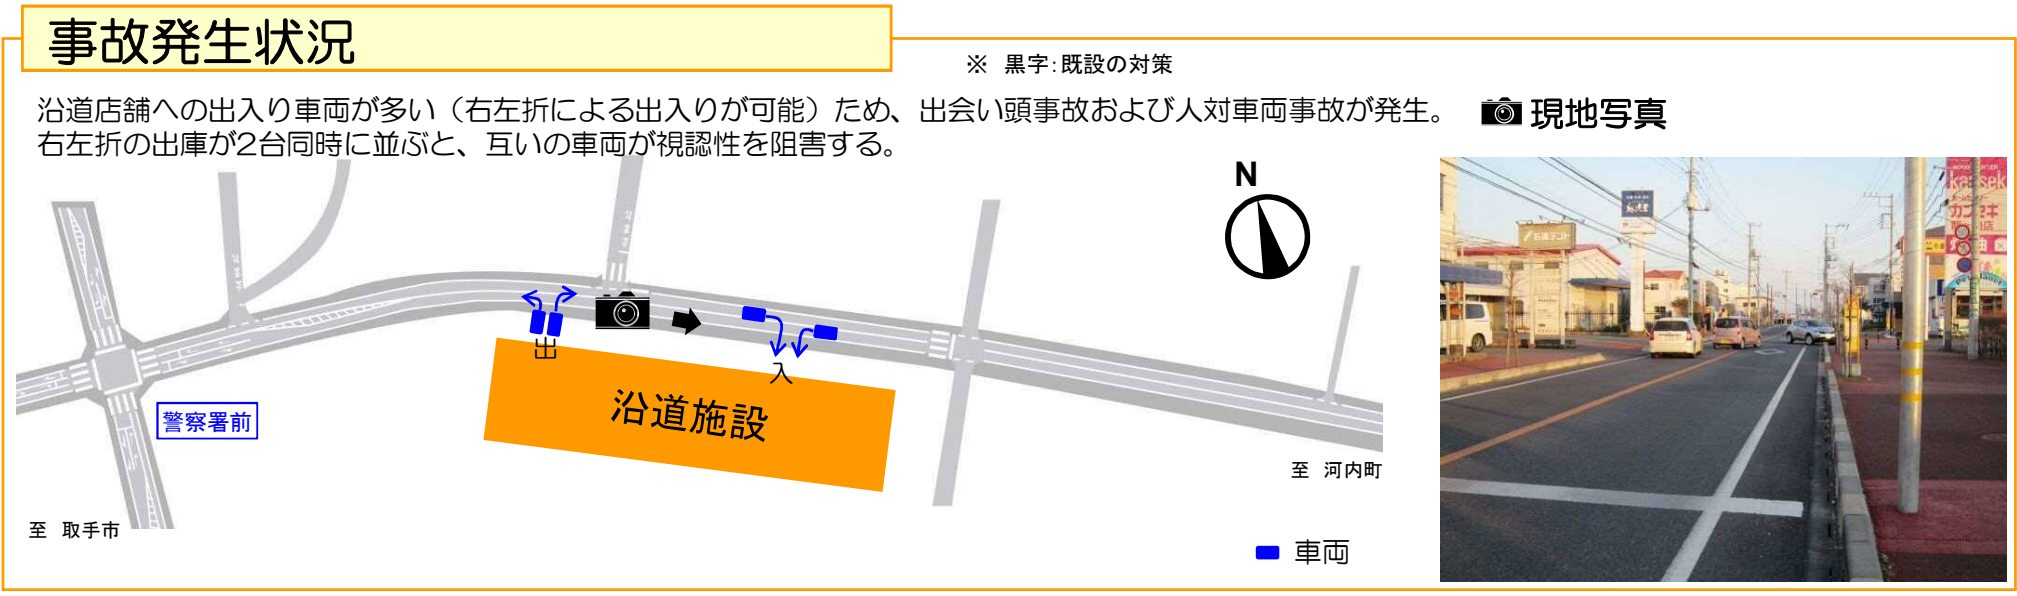 事故発生状況
※ 黒字:既設の対策
沿道店舗への出入り車両が多い（右左折による出入りが可能）ため、出会い頭事故および人対車両事故が発生。
右左折の出庫が2台同時に並ぶと、互いの車両が視認性を阻害する。
現地写真
N
出
入
沿道施設
警察署前
至 河内町
至 取手市
車両
カンセキ